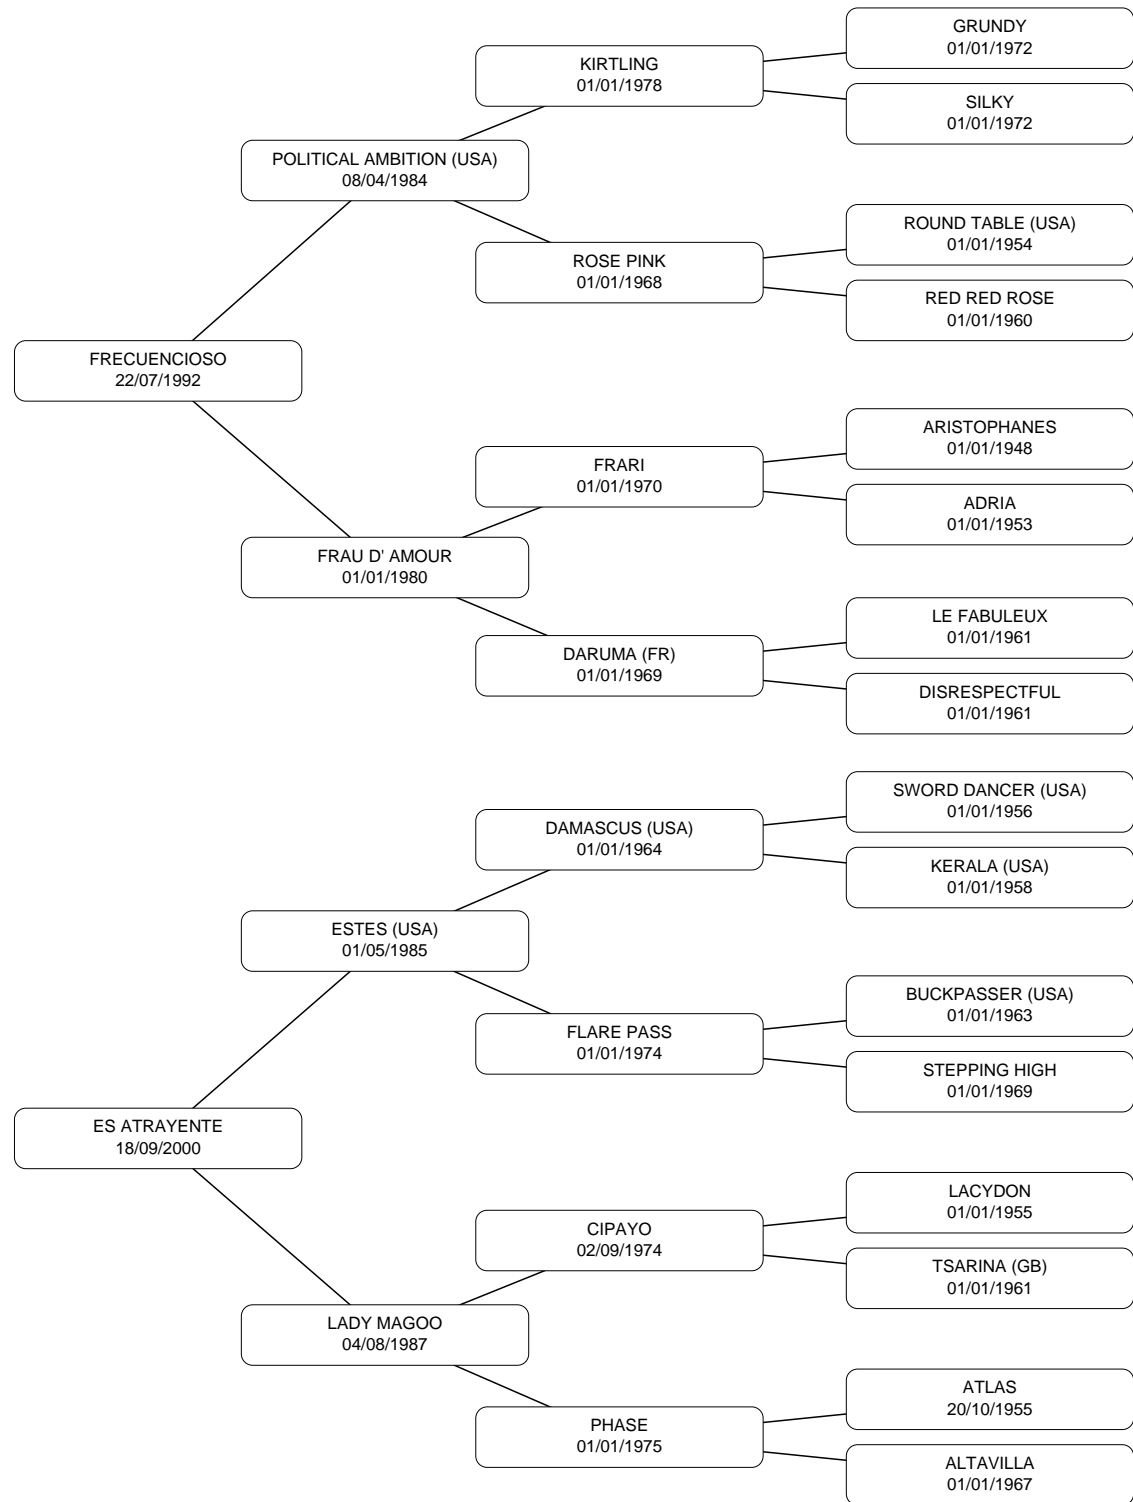 GRUNDY
01/01/1972
KIRTLING
01/01/1978
SILKY
01/01/1972
POLITICAL AMBITION (USA)
08/04/1984
ROUND TABLE (USA)
01/01/1954
ROSE PINK
01/01/1968
RED RED ROSE
01/01/1960
FRECUENCIOSO
22/07/1992
ARISTOPHANES
01/01/1948
FRARI
01/01/1970
ADRIA
01/01/1953
FRAU D' AMOUR
01/01/1980
LE FABULEUX
01/01/1961
DARUMA (FR)
01/01/1969
DISRESPECTFUL
01/01/1961
SWORD DANCER (USA)
01/01/1956
DAMASCUS (USA)
01/01/1964
KERALA (USA)
01/01/1958
ESTES (USA)
01/05/1985
BUCKPASSER (USA)
01/01/1963
FLARE PASS
01/01/1974
STEPPING HIGH
01/01/1969
ES ATRAYENTE
18/09/2000
LACYDON
01/01/1955
CIPAYO
02/09/1974
TSARINA (GB)
01/01/1961
LADY MAGOO
04/08/1987
ATLAS
20/10/1955
PHASE
01/01/1975
ALTAVILLA
01/01/1967